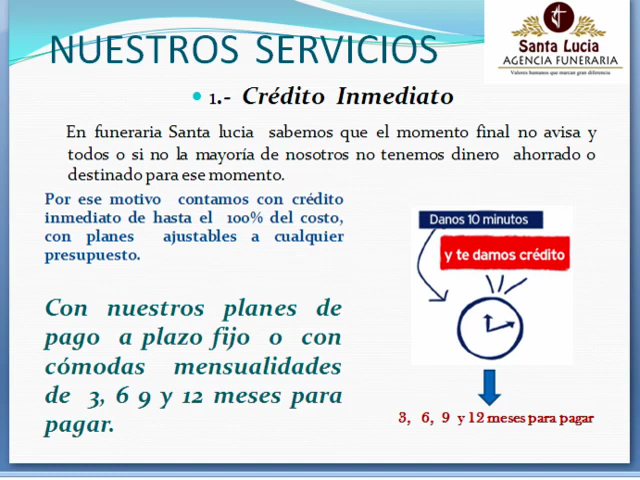 NUESTROS SERVICIOS
Santa Lucia
AGENCIA FUNERARIA
Valores humanos que marcan gran diferencia
1.- Crédito Inmediato
En funeraria Santa lucia sabemos que el momento final no avisa y
todos o si no la mayoría de nosotros no tenemos dinero ahorrado o
destinado para ese momento.
Por ese motivo contamos con crédito
inmediato de hasta el 100% del costo,
con planes ajustables a cualquier
presupuesto.
Con nuestros planes de
pago a plazo fijo o con
cómodas mensualidades
de 3, 6 9 y 12 meses para
pagar.
Danos 10 minutos
y te damos crédito
3, 6, 9 y 12 meses para pagar